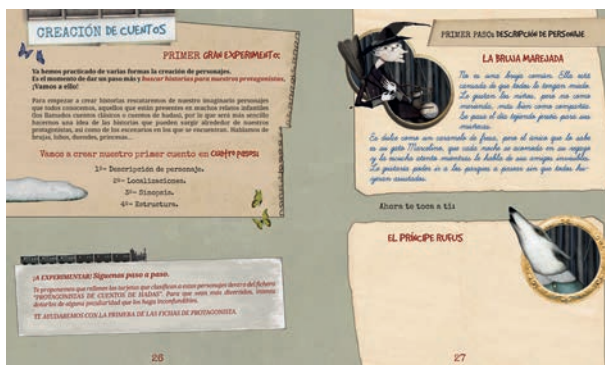 CREACIÓN DE CUENTOS
PRIMER GRAN EXPERIMENTO:
Ya hemos practicado de varias formas la creación de personajes.
Es el momento de dar un paso más y buscar historias para nuestros protagonistas.
¡Vamos a ello!
Para empezar a crear historias rescataremos de nuestro imaginario personajes
que todos conocemos, aquellos que están presentes en muchos relatos infantiles
(los llamados cuentos clásicos o cuentos de hadas), por lo que será más sencillo
hacernos una idea de las historias que pueden surgir alrededor de nuestros
protagonistas, así como de los escenarios en los que se encuentran. Hablamos de
brujas, lobos, duendes, princesas...
Vamos a crear nuestro primer cuento en cuatro pasos:
1º- Descripción de personaje.
2º- Localizaciones.
3º- Sinopsis.
4º- Estructura.
¡A EXPERIMENTAR! Síguenos paso a paso.
Te proponemos que rellenes las tarjetas que clasifican a estos personajes dentro del fichero
"PROTAGONISTAS DE CUENTOS DE HADAS". Para que sean más divertidos, intenta
dotarlos de alguna peculiaridad que los haga inconfundibles.
TE AYUDAREMOS CON LA PRIMERA DE LAS FICHAS DE PROTAGONISTA.
26
PRIMER PASO: DESCRIPCIÓN DE PERSONAJE
LA BRUJA MAREJADA
No es una bruja común. Ella está
cansada de que todos le tengan miedo.
Le gustan los niños, pero no como
merienda, más bien como compañía.
Se pasa el día tejiendo jerséis para sus
muñecas.
Es dulce como un caramelo de fresa, pero el único que lo sabe
es su gato Marcelino, que cada noche se acomoda en su regazo
y la escucha atento mientras le habla de sus amigos invisibles.
Le gustaría poder ir a los parques a pasear sin que todos hu-
yeran asustados.
Ahora te toca a ti:
EL PRÍNCIPE RUFUS
27